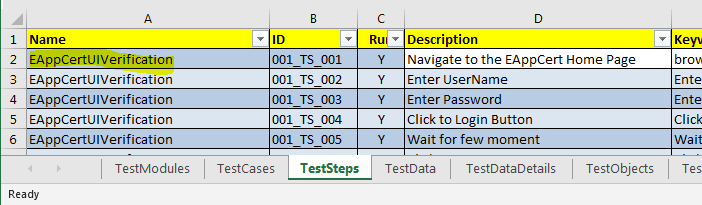 A B C D
1 Name ID Run Description Keyw
2 EAppCertUIVerification 001_TS_001 Y Navigate to the EAppCert Home Page brow
3 EAppCertUIVerification 001_TS_002 Y Enter UserName Ente
4 EAppCertUIVerification 001_TS_003 Y Enter Password Ente
5 EAppCertUIVerification 001_TS_004 Y Click to Login Button Click
6 EAppCertUIVerification 001_TS_005 Y Wait for few moment Wait
TestModules TestCases TestSteps TestData TestDataDetails TestObjects Tes
Ready